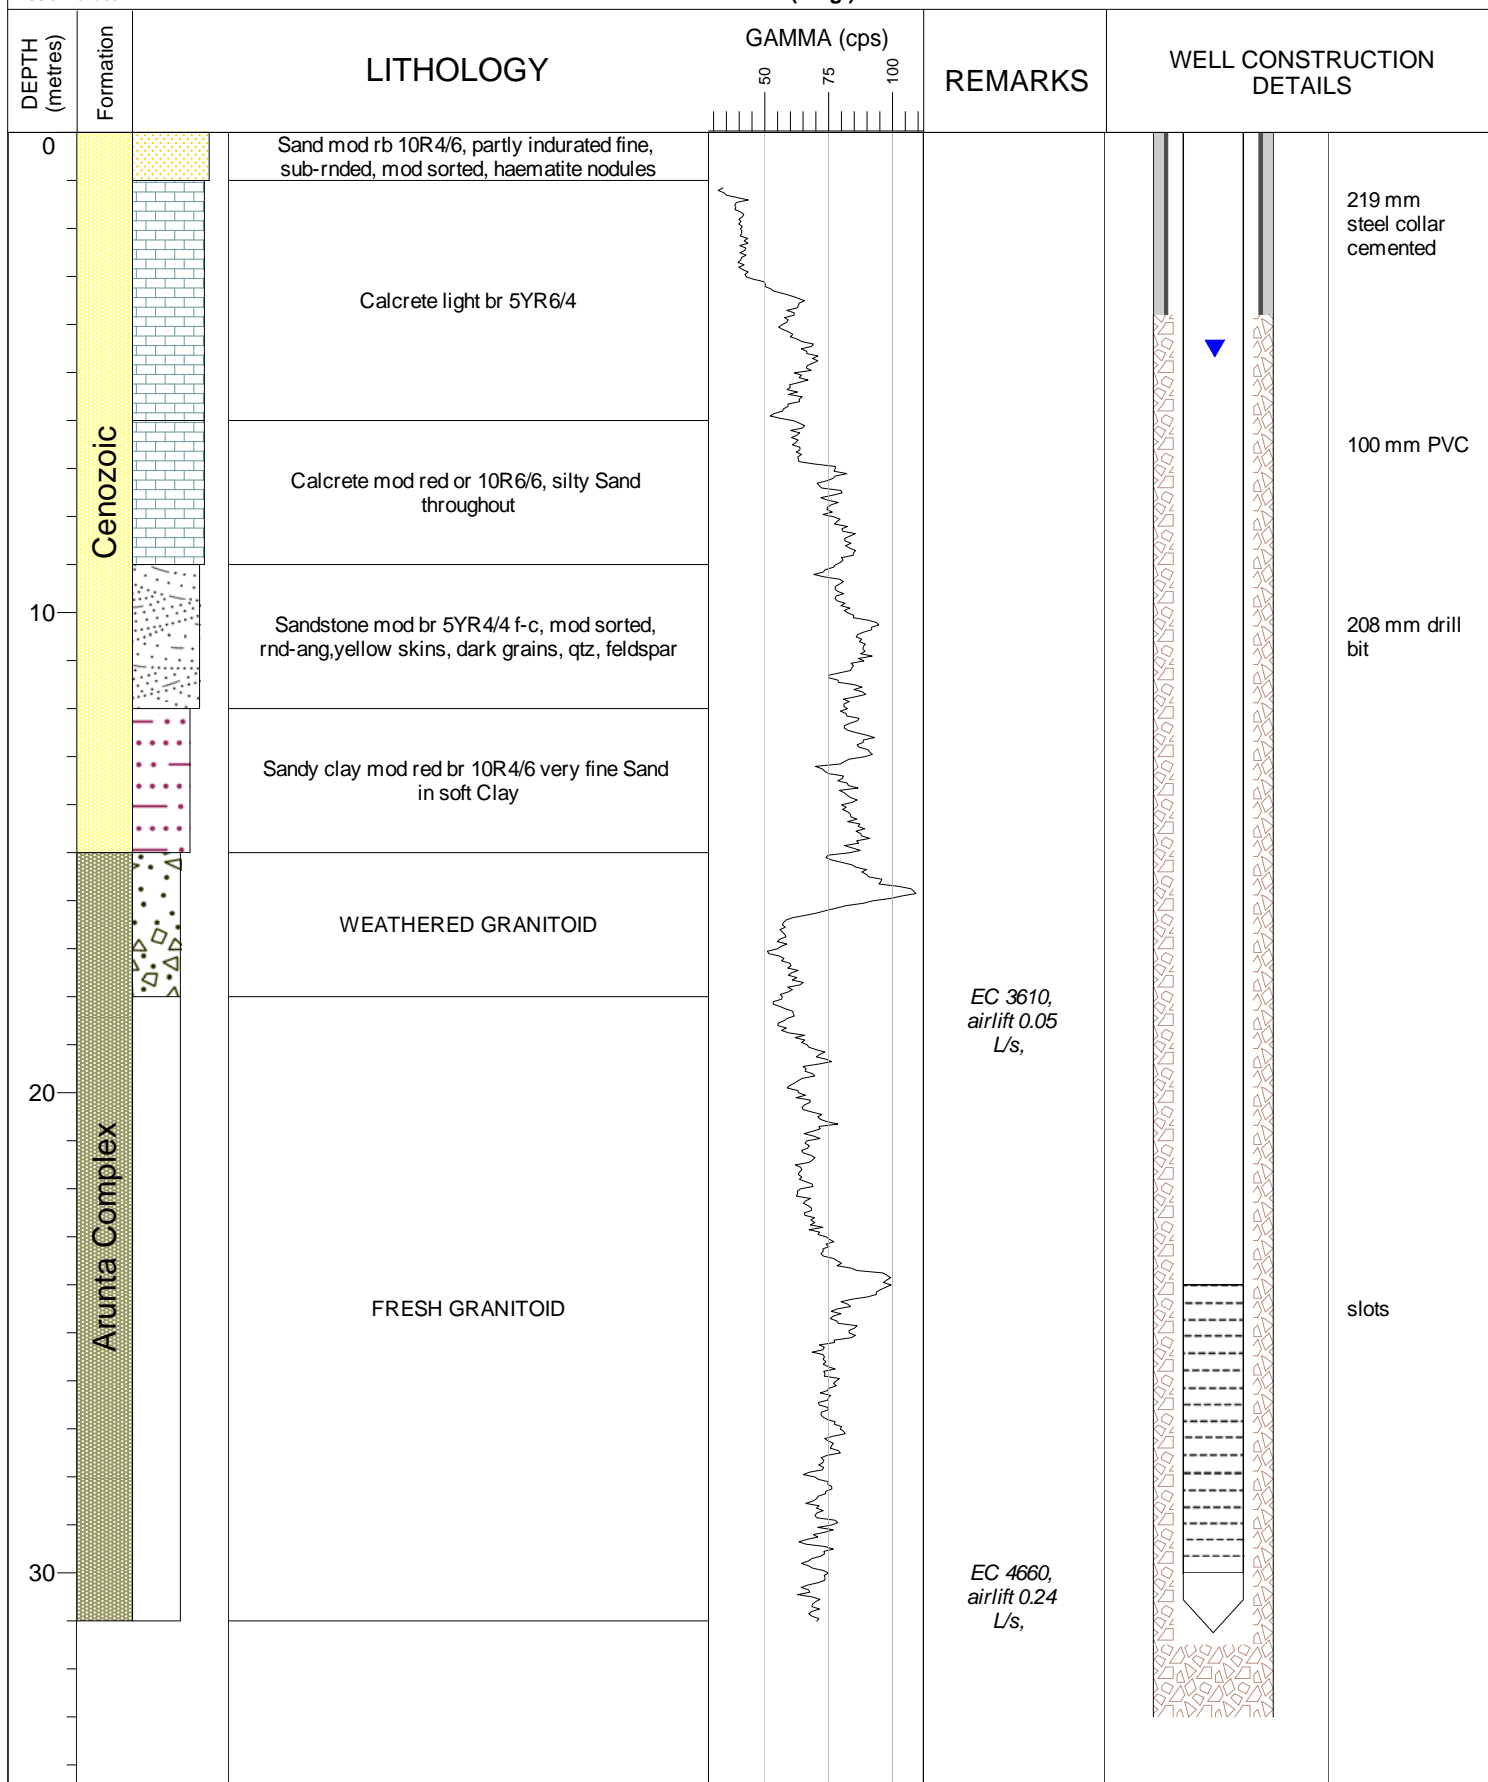 DEPTH
(metres)
Formation
LITHOLOGY
GAMMA (cps)
50
75
100
REMARKS
WELL CONSTRUCTION
DETAILS
0
Sand mod rb 10R4/6, partly indurated fine,
sub-rnded, mod sorted, haematite nodules
219 mm
steel collar
cemented
Calcrete light br 5YR6/4
Cenozoic
100 mm PVC
Calcrete mod red or 10R6/6, silty Sand
throughout
10
Sandstone mod br 5YR4/4 f-c, mod sorted,
rnd-ang,yellow skins, dark grains, qtz, feldspar
208 mm drill
bit
Sandy clay mod red br 10R4/6 very fine Sand
in soft Clay
WEATHERED GRANITOID
EC 3610,
airlift 0.05
L/s,
20
Arunta Complex
FRESH GRANITOID
slots
30
EC 4660,
airlift 0.24
L/s,